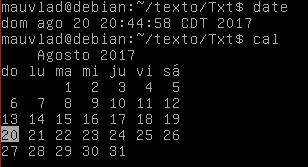 mauvlad@debian:~/texto/Txt$ date
dom ago 20 20:44:58 CDT 2017
mauvlad@debian:~/texto/Txt$ cal
Agosto 2017
do lu ma mi ju vi sá
1 2 3 4 5
6 7 8 9 10 11 12
13 14 15 16 17 18 19
20 21 22 23 24 25 26
27 28 29 30 31